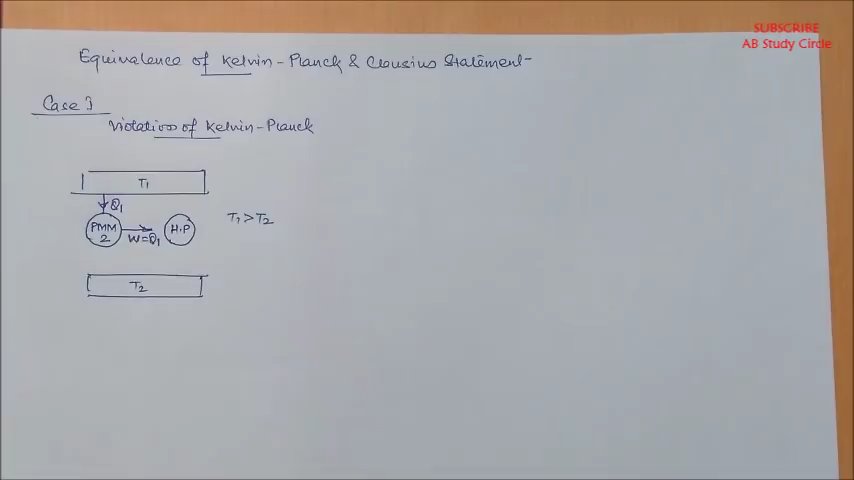 SUBSCRIBE
AB Study Circle
Equivalence of Kelvin-Planck & Clausius Statement-
Case I
Violation of Kelvin-Planck
T1
Q1
PMM
2
W=Q1
H.P
T1>T2
T2